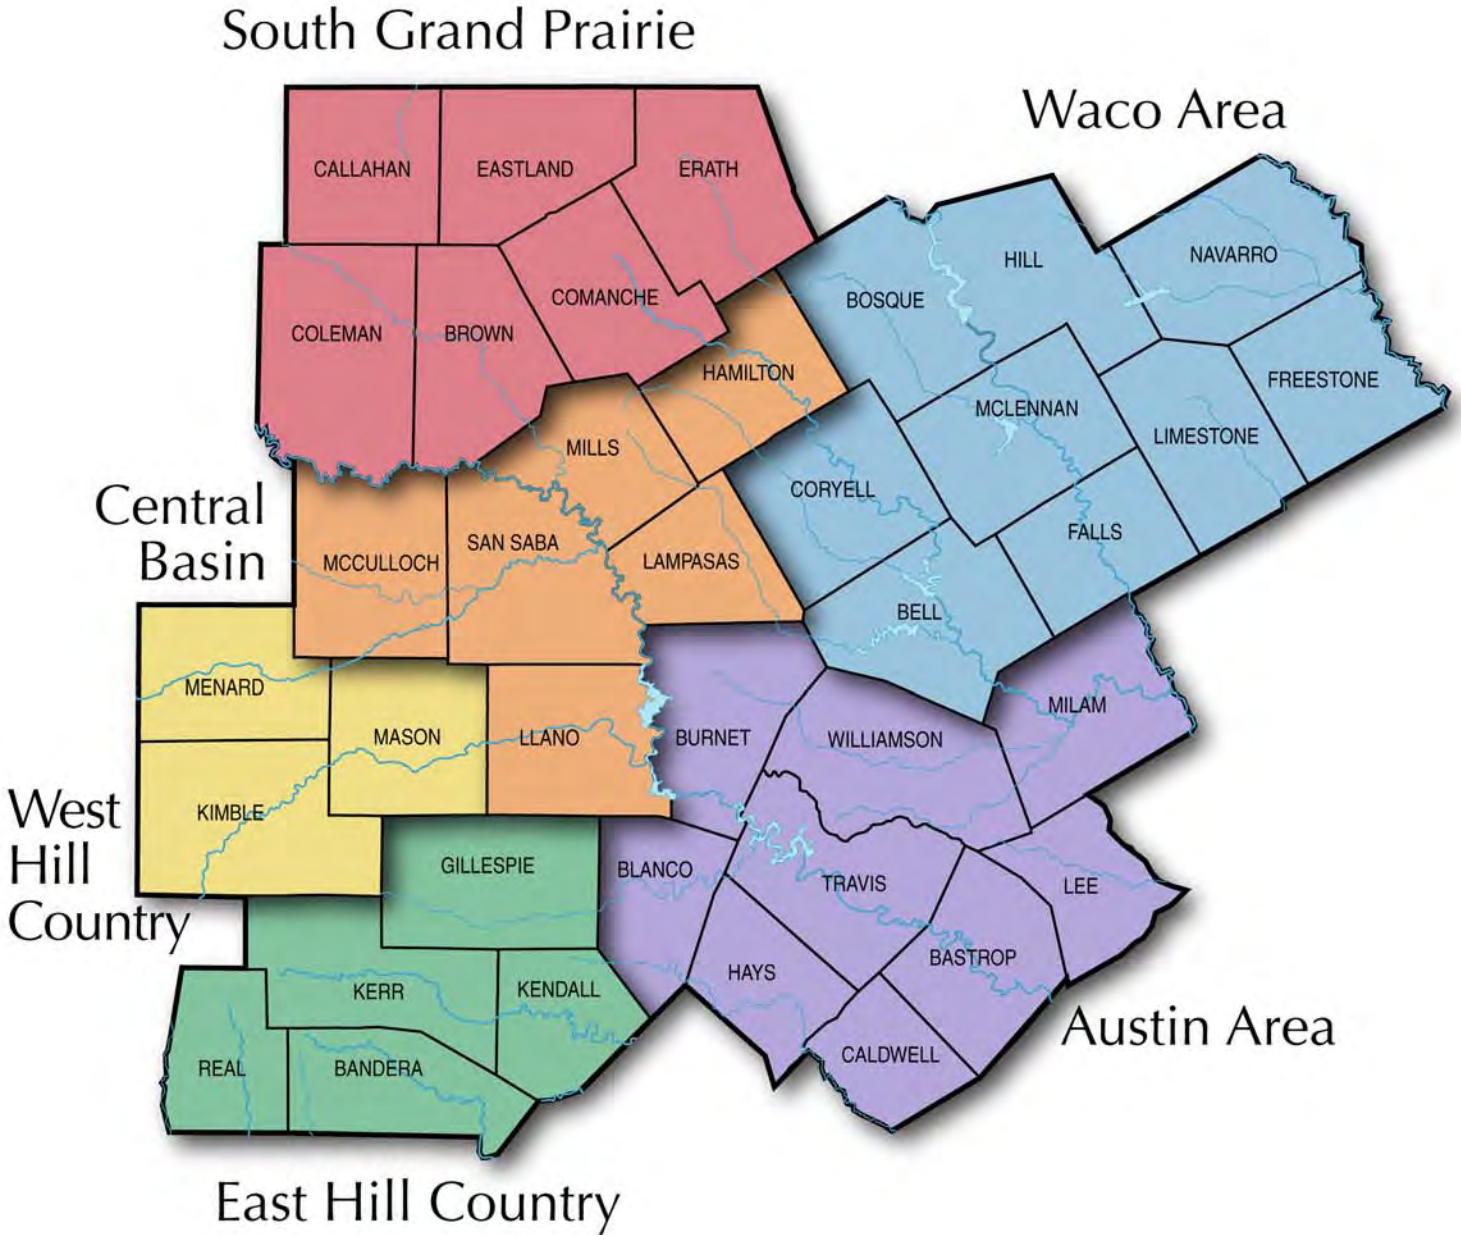 South Grand Prairie
Waco Area
CALLAHAN
EASTLAND
ERATH
COLEMAN
BROWN
COMANCHE
BOSQUE
HILL
NAVARRO
HAMILTON
MCLENNAN
FREESTONE
LIMESTONE
CORYELL
FALLS
BELL
Central
Basin
MILLS
MCCULLOCH
SAN SABA
LAMPASAS
MENARD
MASON
LLANO
BURNET
WILLIAMSON
MILAM
West
Hill
Country
KIMBLE
GILLESPIE
BLANCO
TRAVIS
LEE
KERR
KENDALL
HAYS
BASTROP
Austin Area
REAL
BANDERA
CALDWELL
East Hill Country